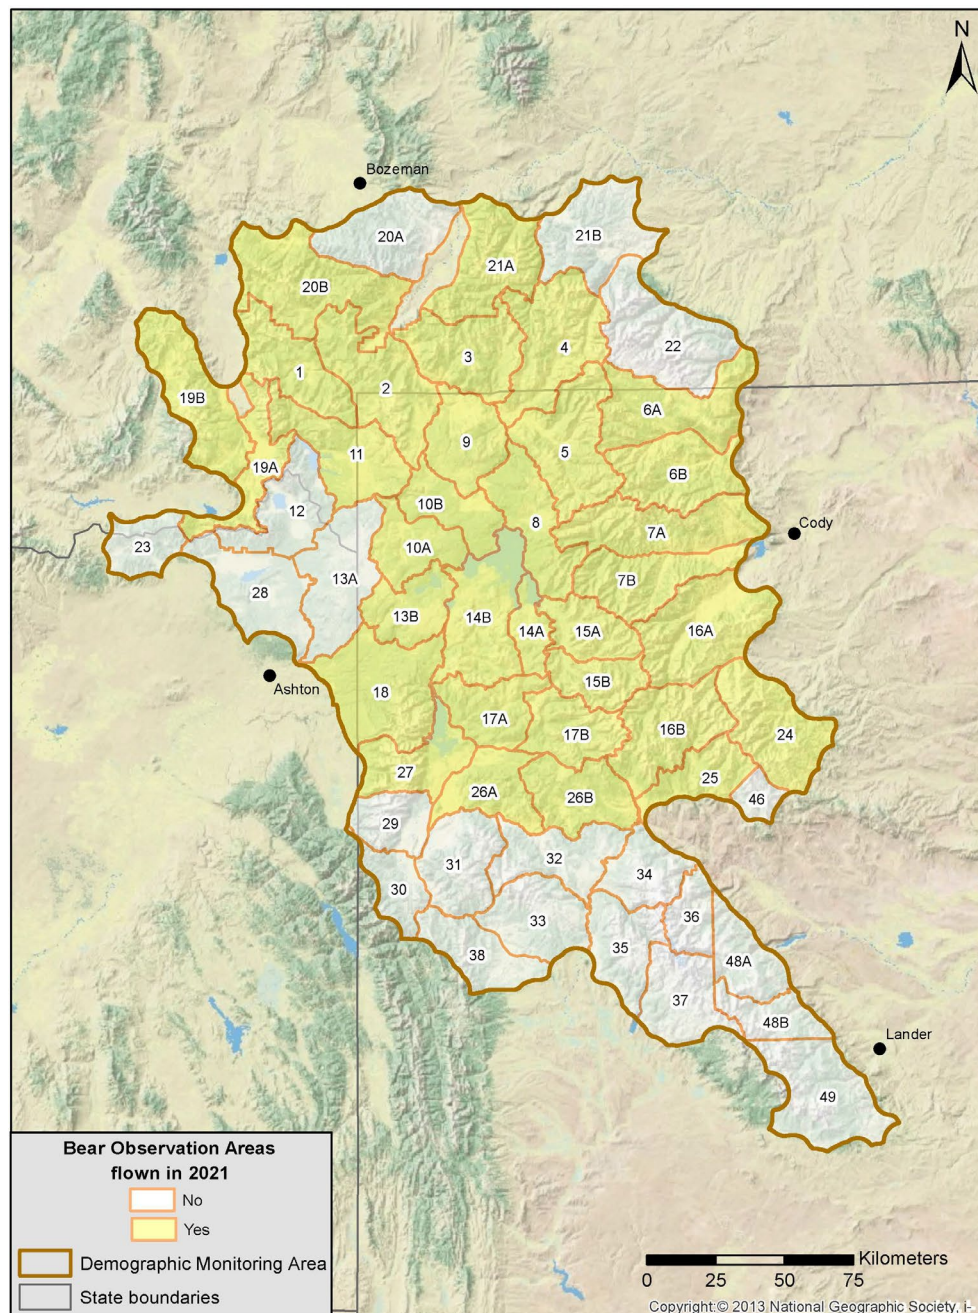 N
Bozeman
20A
21B
21A
20B
22
4
3
1
2
19B
6A
9
5
11
19A
6B
10B
12
8
7A
Cody
23
10A
13A
7B
28
13B
14B
14A
15A
16A
Ashton
15B
18
17A
16B
17B
24
27
25
26A
26B
46
29
32
31
34
30
36
33
35
38
48A
37
48B
Lander
49
Bear Observation Areas
flown in 2021
No
Yes
Demographic Monitoring Area
State boundaries
Kilometers
0 25 50 75
Copyright:© 2013 National Geographic Society, i-